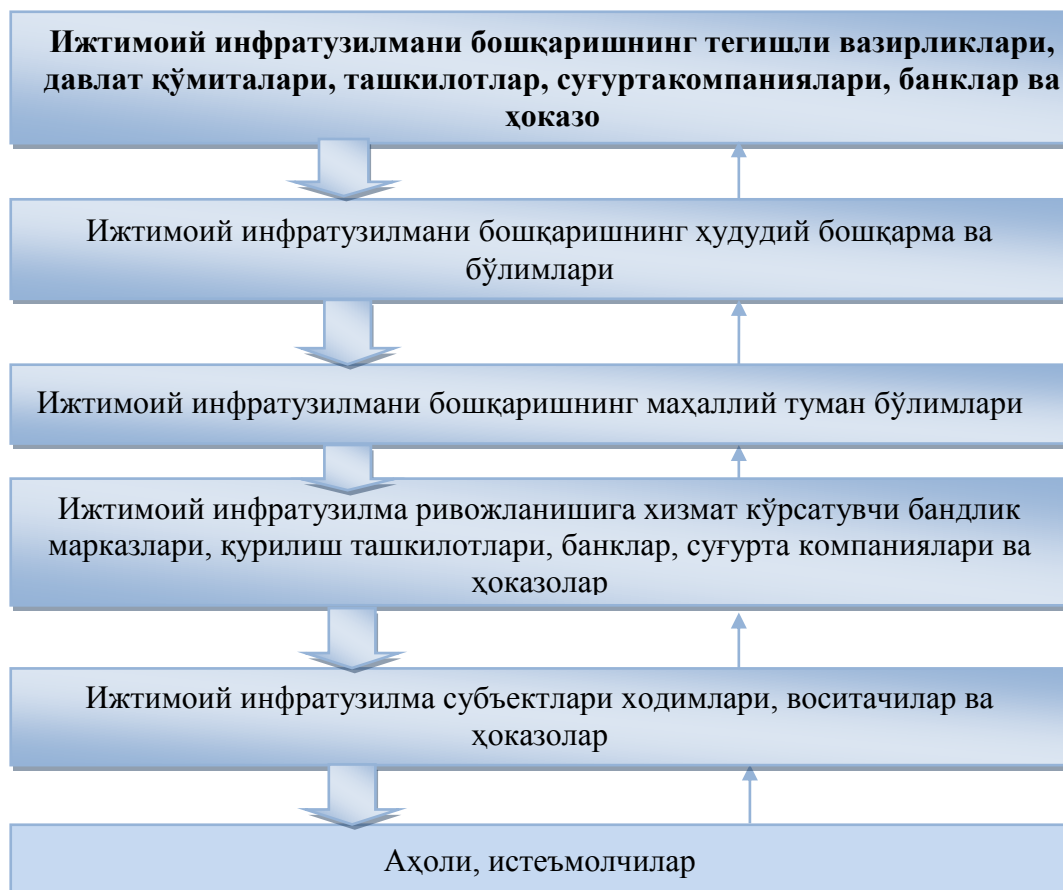 Ижтимоий инфратузилмани бошқаришнинг тегишли вазирликлари,
давлат қўмиталари, ташкилотлар, суғуртакомпаниялари, банклар ва
ҳоказо
Ижтимоий инфратузилмани бошқаришнинг ҳудудий бошқарма ва
бўлимлари
Ижтимоий инфратузилмани бошқаришнинг маҳаллий туман бўлимлари
Ижтимоий инфратузилма ривожланишига хизмат кўрсатувчи бандлик
марказлари, қурилиш ташкилотлари, банклар, суғурта компаниялари ва
ҳоказолар
Ижтимоий инфратузилма субъектлари ходимлари, воситачилар ва
ҳоказолар
Аҳоли, истеъмолчилар